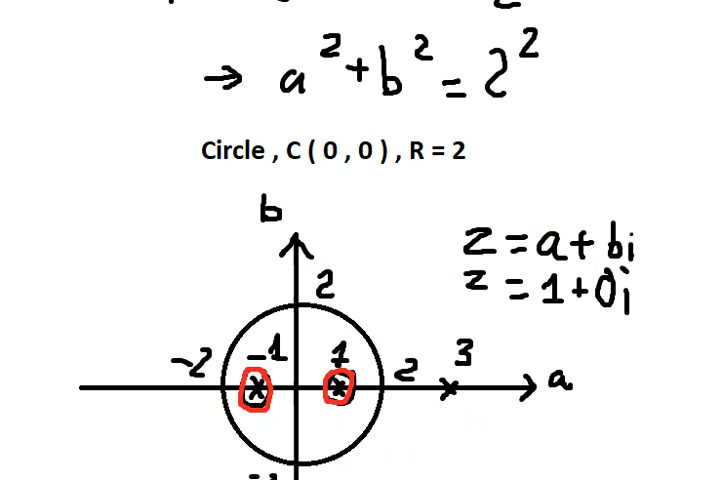 → a² + b² = 2²
Circle , C ( 0 , 0 ) , R = 2
b
z = a + bi
z = 1 + 0i
2
-2 -1 1 2 3
a